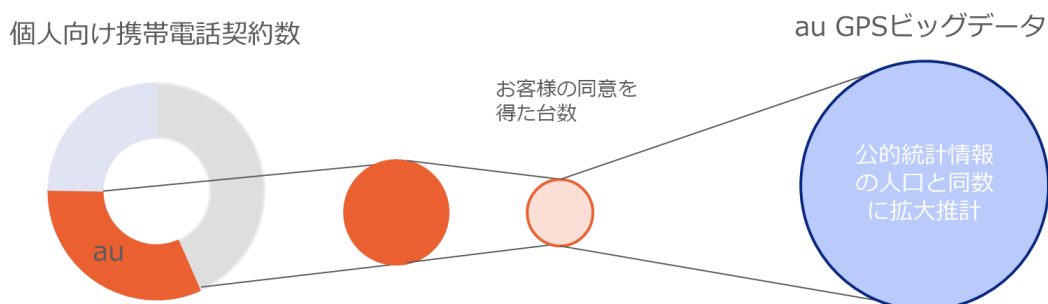 個人向け携帯電話契約数
au GPSビッグデータ
お客様の同意を
得た台数
公的統計情報
の人口と同数
に拡大推計
au